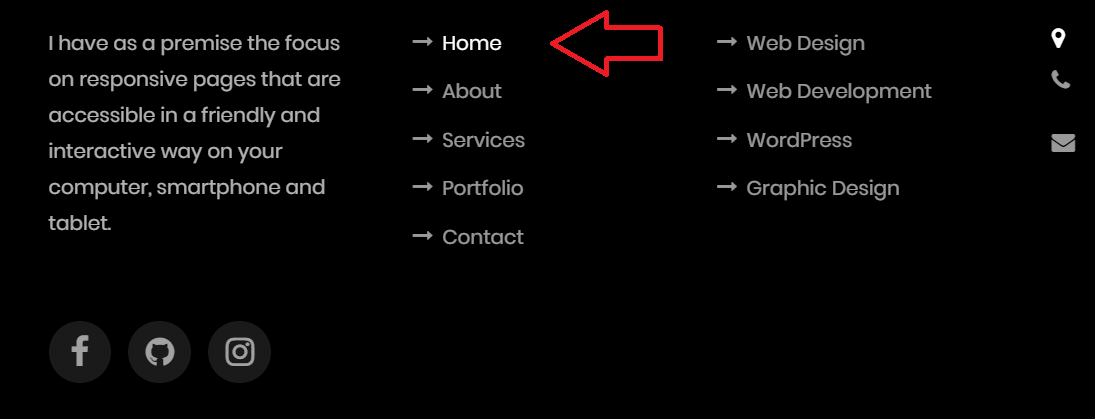 I have as a premise the focus
on responsive pages that are
accessible in a friendly and
interactive way on your
computer, smartphone and
tablet.
Home
About
Services
Portfolio
Contact
Web Design
Web Development
WordPress
Graphic Design